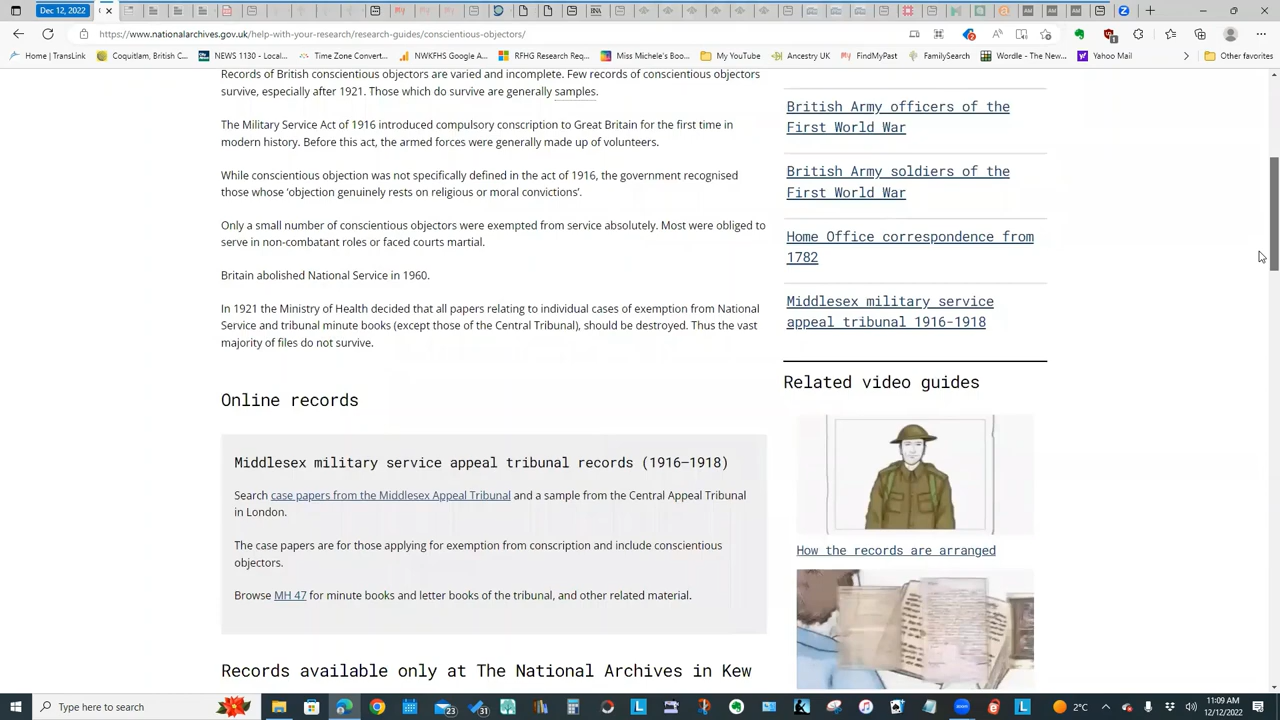 Dec 12, 2022
https://www.nationalarchives.gov.uk/help-with-your-research/research-guides/conscientious-objectors/
Home | TransLink
Coquitlam, British C...
NEWS 1130 - Local...
Time Zone Convert...
NWKFHS Google A...
RFHG Research Req...
Miss Michele's Boo...
My YouTube
Ancestry UK
FindMyPast
FamilySearch
Wordle - The New...
Yahoo Mail
Other favorites
Records of British conscientious objectors are varied and incomplete. Few records of conscientious objectors
survive, especially after 1921. Those which do survive are generally samples.
The Military Service Act of 1916 introduced compulsory conscription to Great Britain for the first time in
modern history. Before this act, the armed forces were generally made up of volunteers.
While conscientious objection was not specifically defined in the act of 1916, the government recognised
those whose ‘objection genuinely rests on religious or moral convictions’.
Only a small number of conscientious objectors were exempted from service absolutely. Most were obliged to
serve in non-combatant roles or faced courts martial.
Britain abolished National Service in 1960.
In 1921 the Ministry of Health decided that all papers relating to individual cases of exemption from National
Service and tribunal minute books (except those of the Central Tribunal), should be destroyed. Thus the vast
majority of files do not survive.
Online records
Middlesex military service appeal tribunal records (1916–1918)
Search case papers from the Middlesex Appeal Tribunal and a sample from the Central Appeal Tribunal
in London.
The case papers are for those applying for exemption from conscription and include conscientious
objectors.
Browse MH 47 for minute books and letter books of the tribunal, and other related material.
Records available only at The National Archives in Kew
British Army officers of the
First World War
British Army soldiers of the
First World War
Home Office correspondence from
1782
Middlesex military service
appeal tribunal 1916-1918
Related video guides
How the records are arranged
Type here to search
23
31
2°C
11:09 AM
12/12/2022